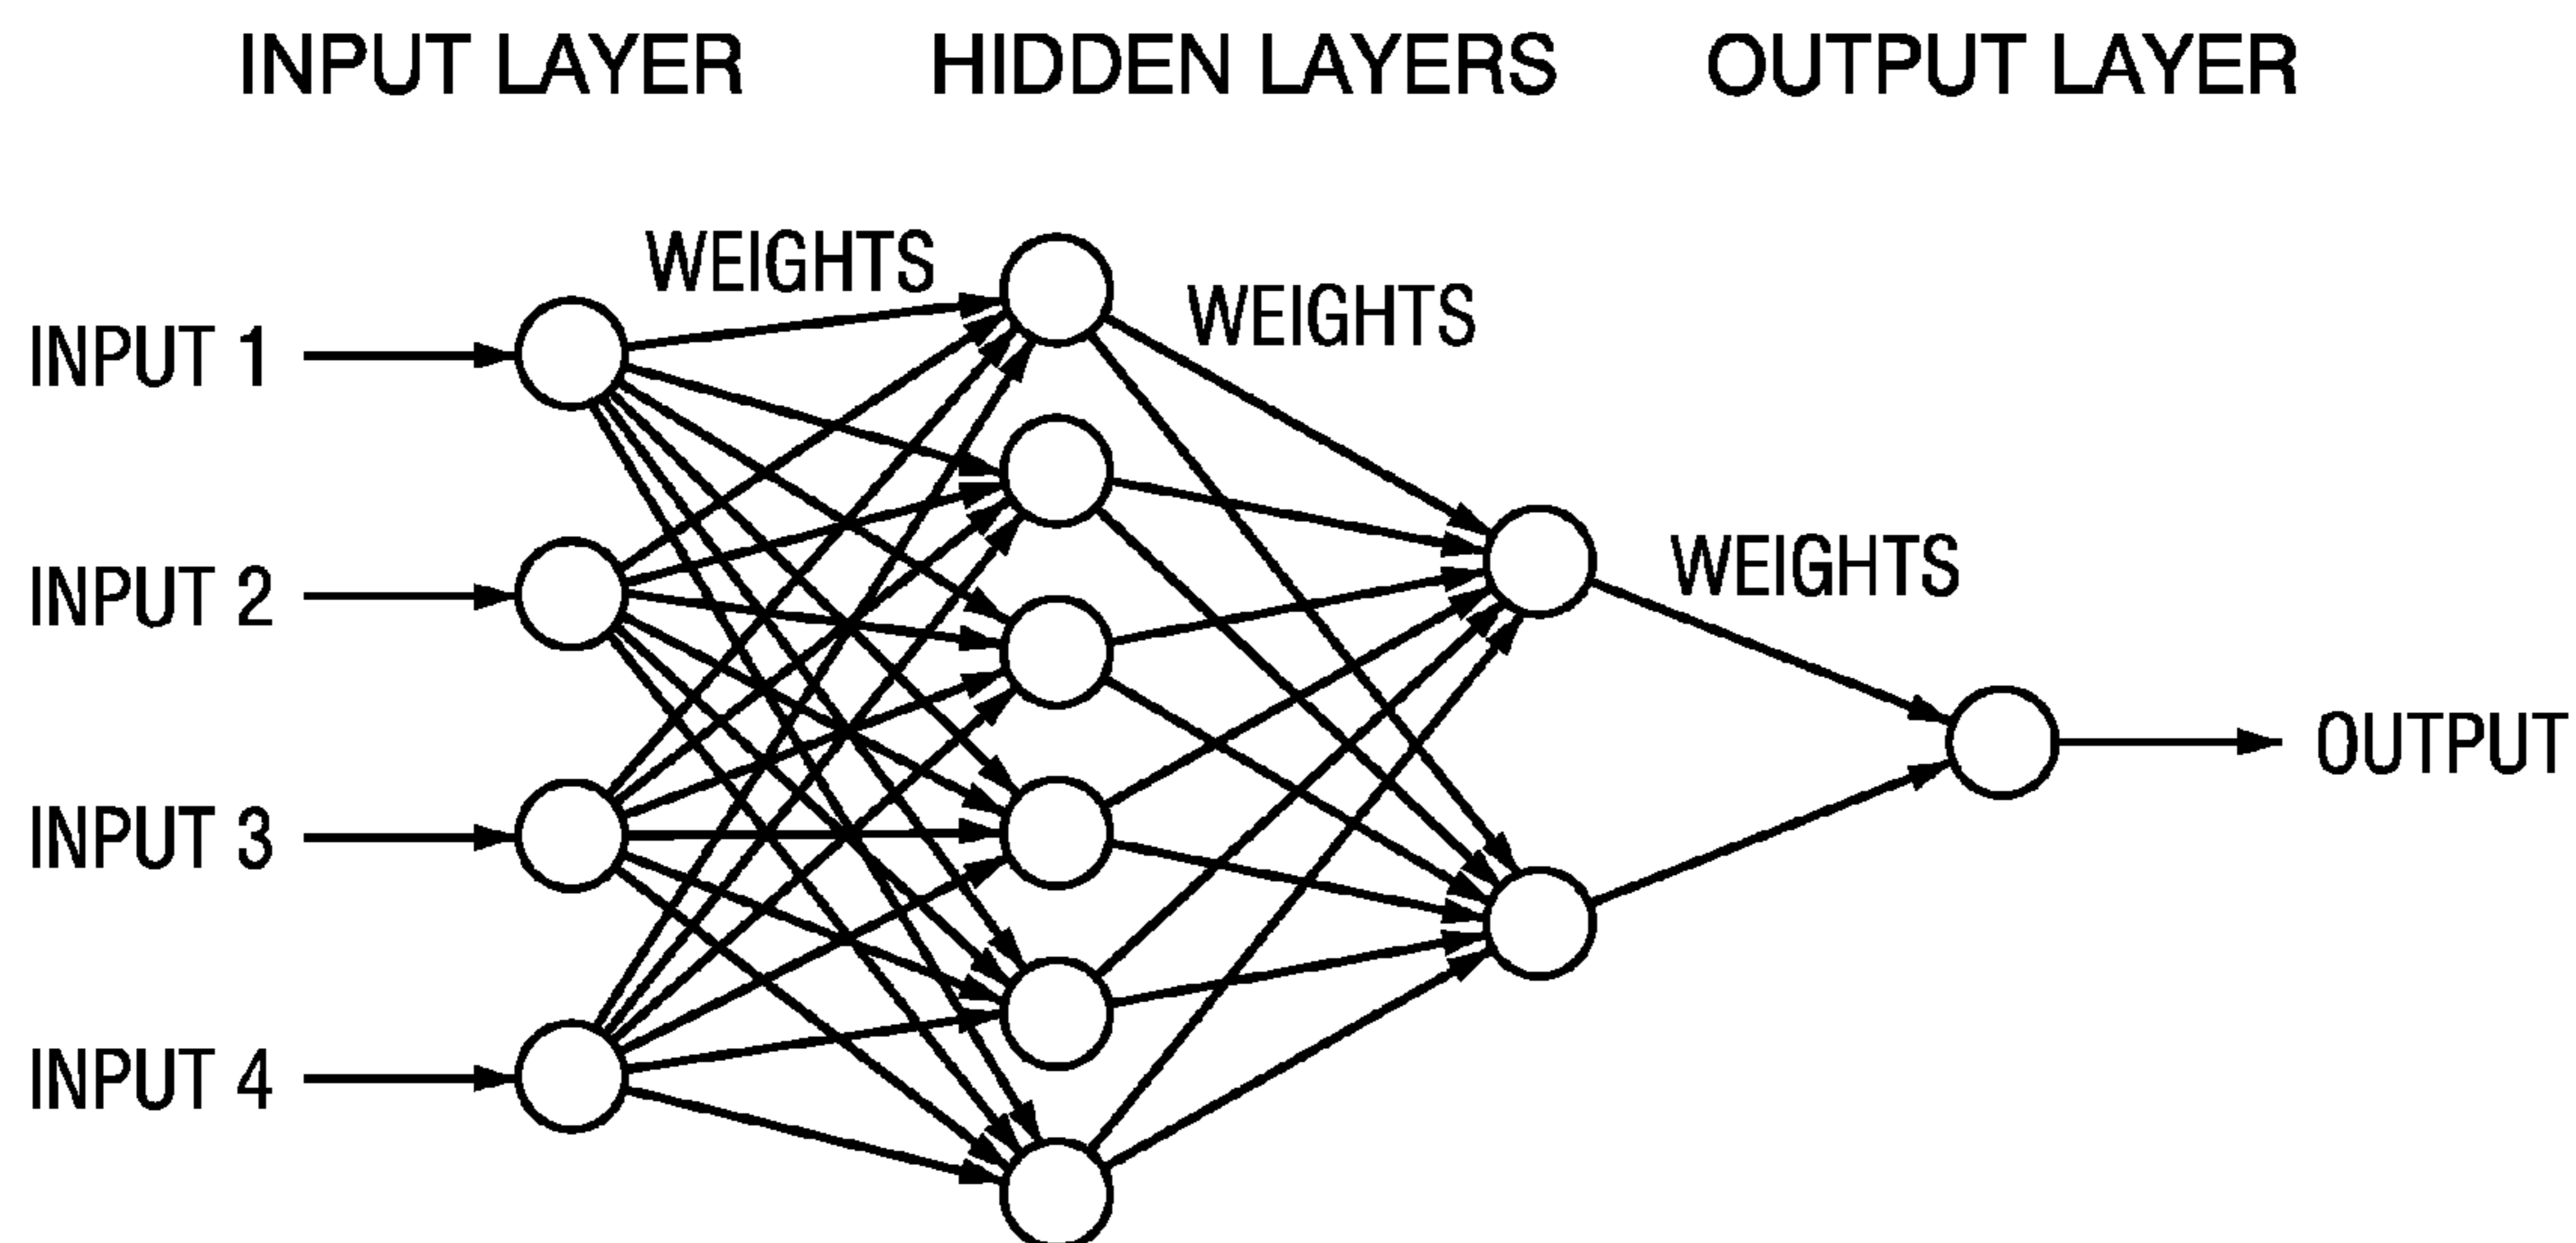 INPUT LAYER HIDDEN LAYERS OUTPUT LAYER
WEIGHTS
WEIGHTS
INPUT 1
WEIGHTS
INPUT 2
OUTPUT
INPUT 3
INPUT 4